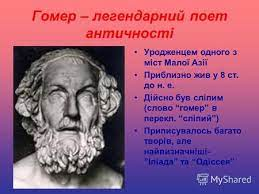 Гомер – легендарний поет
античності
• Уродженцем одного з
міст Малої Азії
• Приблизно жив у 8 ст.
до н. е.
• Дійсно був сліпим
(слово “гомер” в
перекл. “сліпий”)
• Приписувалось багато
творів, але
найвизначніші-
"Іліада" та “Одіссея"
MyShared